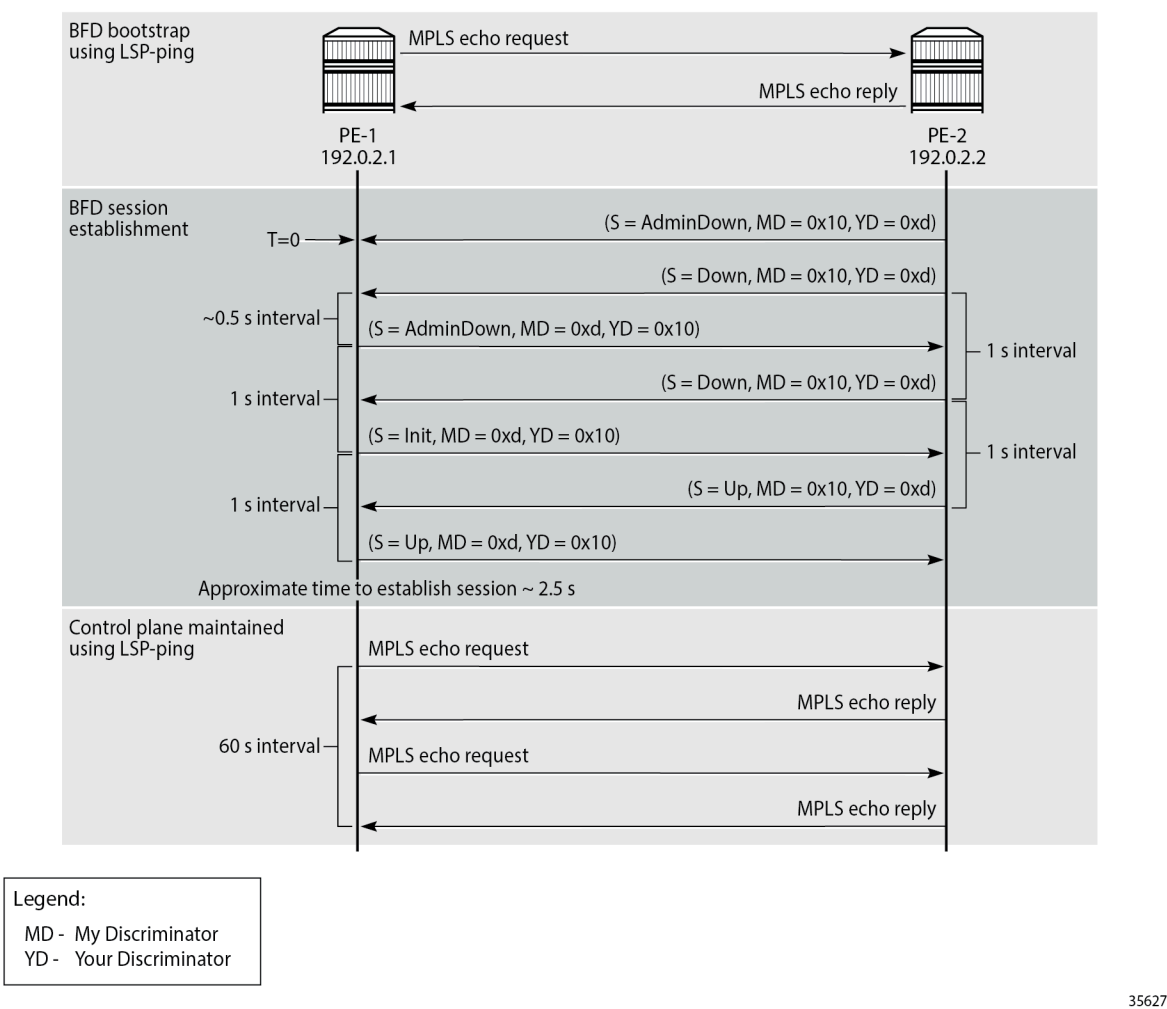 BFD bootstrap
using LSP-ping
MPLS echo request
MPLS echo reply
PE-1
192.0.2.1
PE-2
192.0.2.2
BFD session
establishment
(S = AdminDown, MD = 0x10, YD = 0xd)
T=0
(S = Down, MD = 0x10, YD = 0xd)
~0.5 s interval
(S = AdminDown, MD = 0xd, YD = 0x10)
1 s interval
(S = Down, MD = 0x10, YD = 0xd)
1 s interval
(S = Init, MD = 0xd, YD = 0x10)
1 s interval
(S = Up, MD = 0x10, YD = 0xd)
1 s interval
(S = Up, MD = 0xd, YD = 0x10)
Approximate time to establish session ~ 2.5 s
Control plane maintained
using LSP-ping
MPLS echo request
MPLS echo reply
60 s interval
MPLS echo request
MPLS echo reply
Legend:
MD - My Discriminator
YD - Your Discriminator
35627